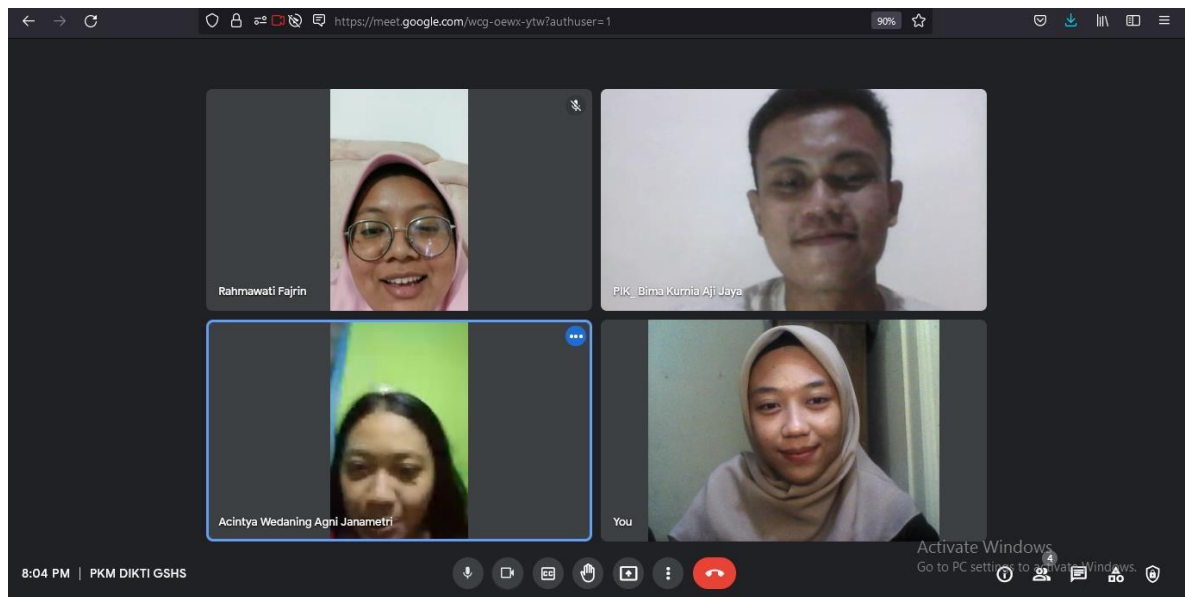 https://meet.google.com/wcg-oewx-ytw?authuser=1
90%
Rahmawati Fajrin
PIK_Bima Kurnia Aji Jaya
Acintya Wedaning Agni Janametri
You
Activate Windows
Go to PC settings to activate Windows.
4
8:04 PM | PKM DIKTI GSHS
CC